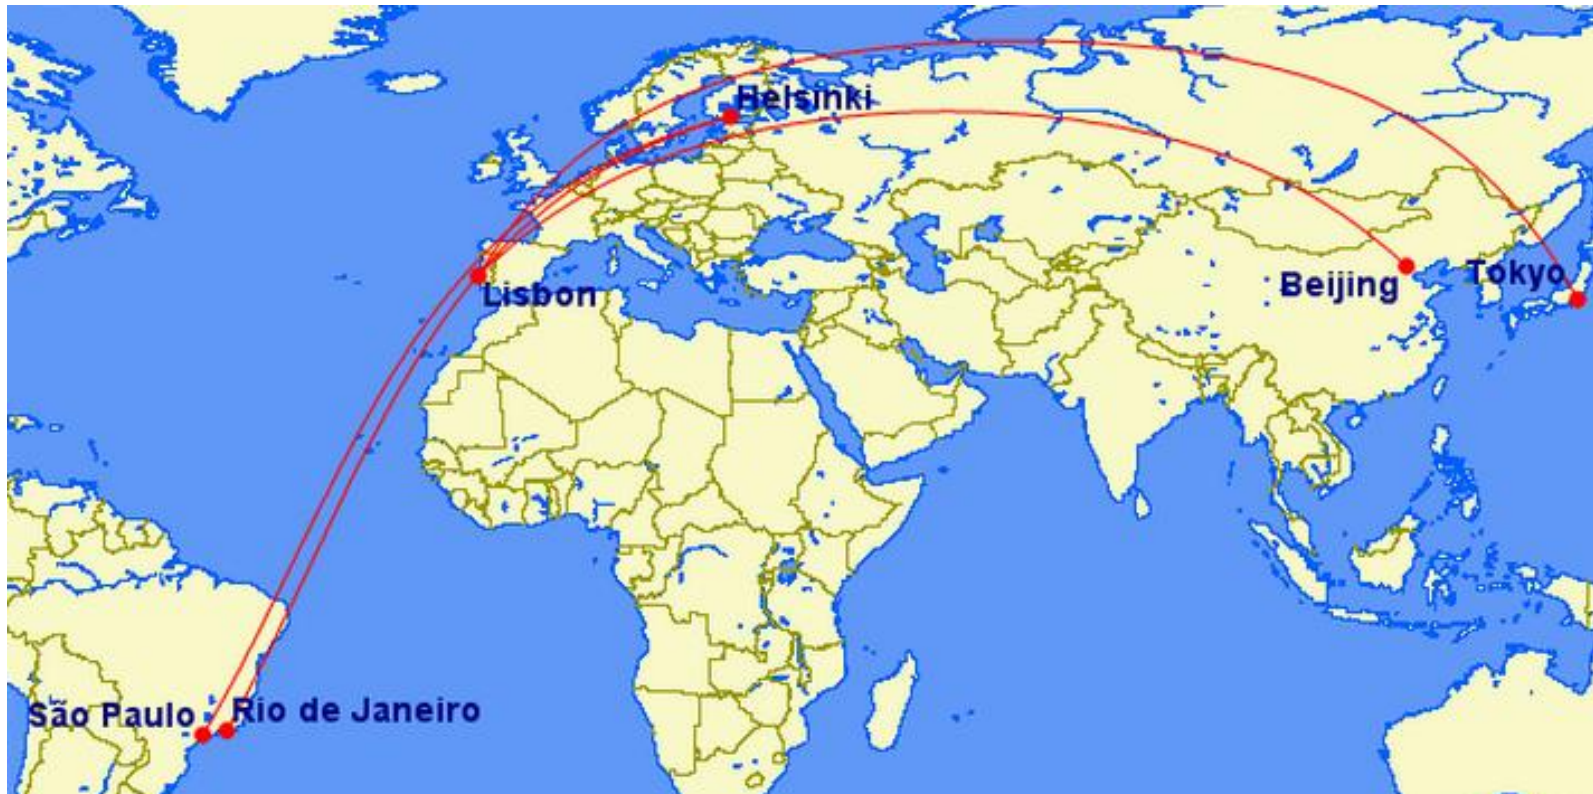 Helsinki
Lisbon
Beijing
Tokyo
São Paulo
Rio de Janeiro